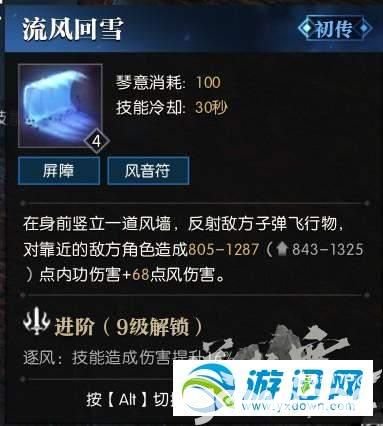 流风回雪
初传
琴意消耗: 100
技能冷却: 30秒
4
屏障
风音符
在身前竖立一道风墙，反射敌方子弹飞行物，
对靠近的敌方角色造成805-1287（843-1325
）点内功伤害+68点风伤害。
进阶（9级解锁）
逐风：技能造成伤害提升16%
按【Alt】切换
游讯网
www.yxdown.com